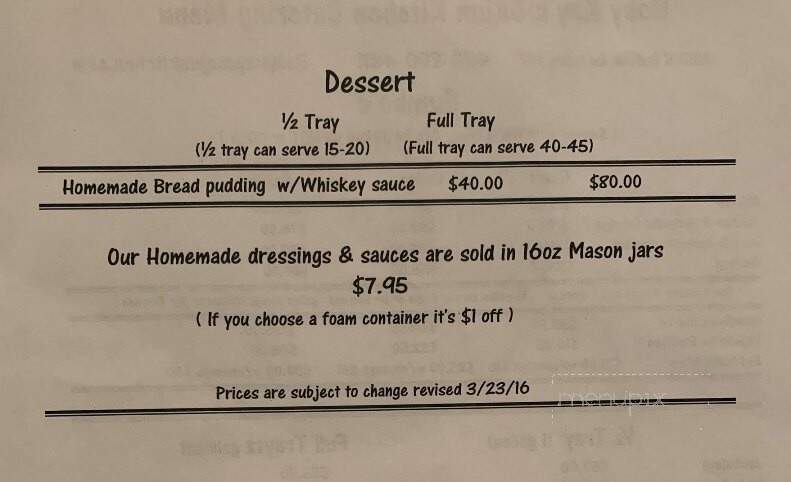 Dessert
½ Tray Full Tray
(½ tray can serve 15-20) (Full tray can serve 40-45)
Homemade Bread pudding w/Whiskey sauce $40.00 $80.00
Our Homemade dressings & sauces are sold in 16oz Mason jars
$7.95
( If you choose a foam container it's $1 off )
Prices are subject to change revised 3/23/16
menupix